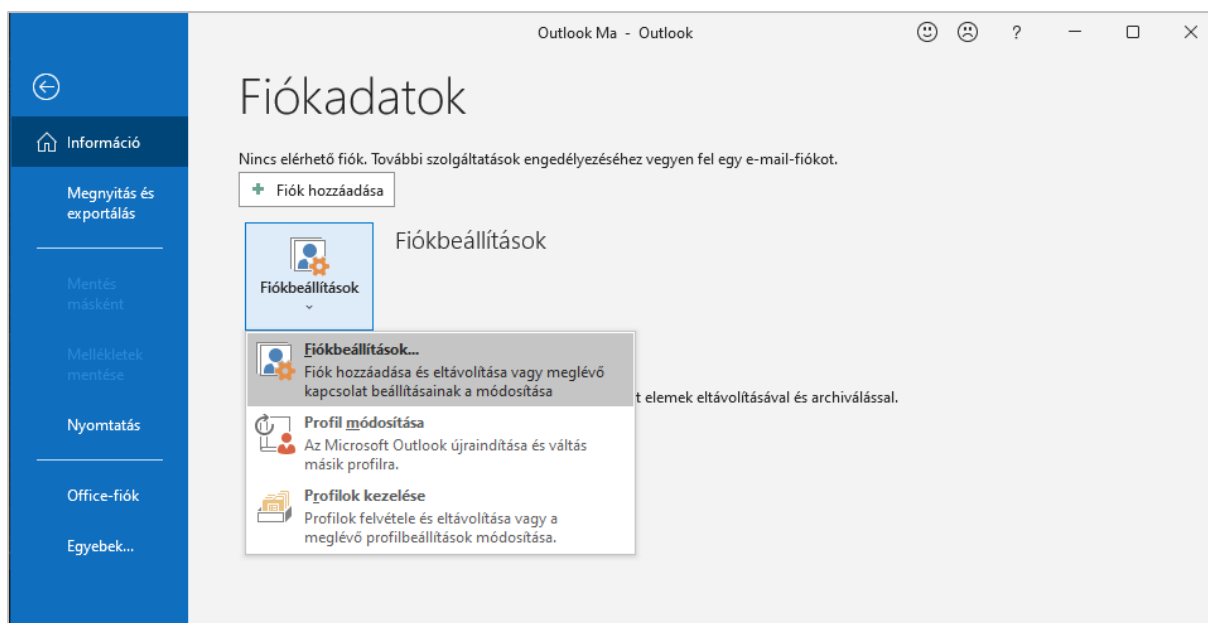 Outlook Ma - Outlook
?
Fiókadatok
Információ
Nincs elérhető fiók. További szolgáltatások engedélyezéséhez vegyen fel egy e-mail-fiókot.
Fiók hozzáadása
Megnyitás és
exportálás
Fiókbeállítások
Fiókbeállítások
Mentés
másként
Mellékletek
mentése
Nyomtatás
Office-fiók
Egyebek...
Fiókbeállítások...
Fiók hozzáadása és eltávolítása vagy meglévő
kapcsolat beállításainak a módosítása
t elemek eltávolításával és archiválással.
Profil módosítása
Az Microsoft Outlook újraindítása és váltás
másik profilra.
Profilok kezelése
Profilok felvétele és eltávolítása vagy a
meglévő profilbeállítások módosítása.